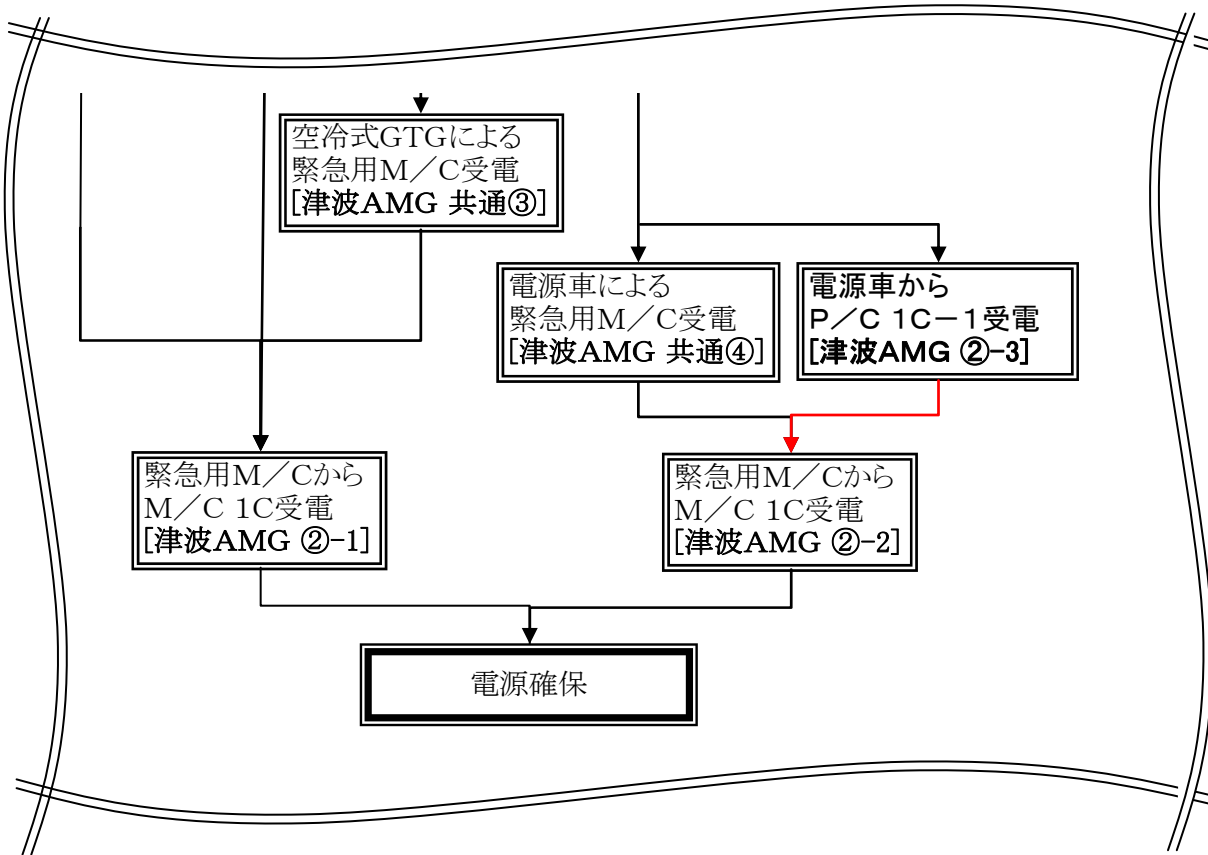 空冷式GTGによる
緊急用M／C受電
[津波AMG 共通③]
電源車による
緊急用M／C受電
[津波AMG 共通④]
電源車から
P／C 1C－1受電
[津波AMG ②-3]
緊急用M／Cから
M／C 1C受電
[津波AMG ②-1]
緊急用M／Cから
M／C 1C受電
[津波AMG ②-2]
電源確保